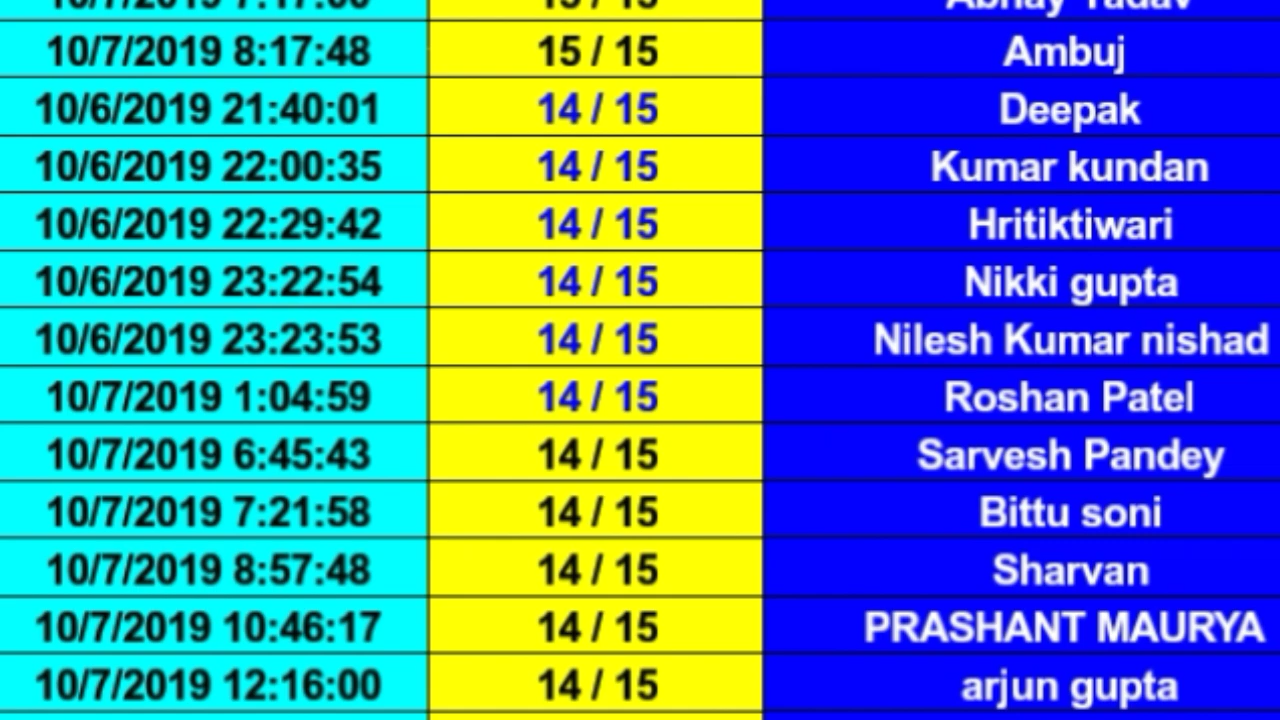 10/7/2019 8:17:48 15 / 15 Ambuj
10/6/2019 21:40:01 14 / 15 Deepak
10/6/2019 22:00:35 14 / 15 Kumar kundan
10/6/2019 22:29:42 14 / 15 Hritiktiwari
10/6/2019 23:22:54 14 / 15 Nikki gupta
10/6/2019 23:23:53 14 / 15 Nilesh Kumar nishad
10/7/2019 1:04:59 14 / 15 Roshan Patel
10/7/2019 6:45:43 14 / 15 Sarvesh Pandey
10/7/2019 7:21:58 14 / 15 Bittu soni
10/7/2019 8:57:48 14 / 15 Sharvan
10/7/2019 10:46:17 14 / 15 PRASHANT MAURYA
10/7/2019 12:16:00 14 / 15 arjun gupta